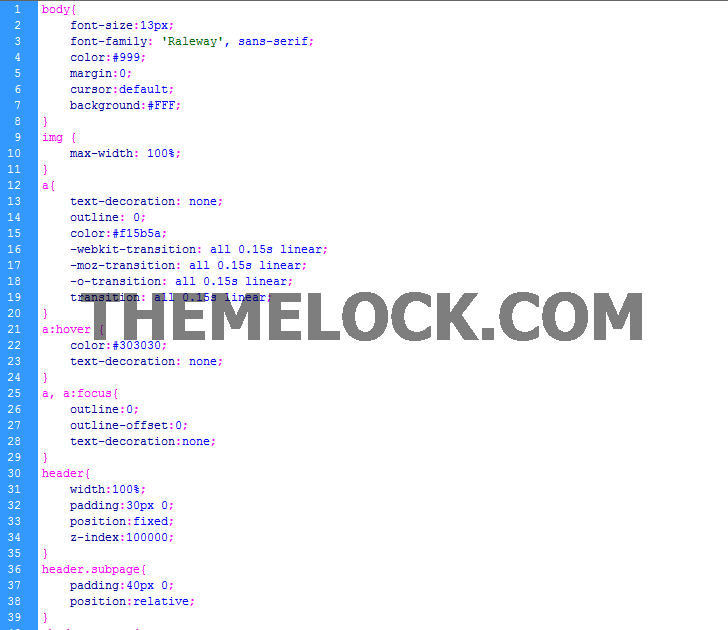 1 body{
2 font-size:13px;
3 font-family: 'Raleway', sans-serif;
4 color:#999;
5 margin:0;
6 cursor:default;
7 background:#FFF;
8 }
9 img {
10 max-width: 100%;
11 }
12 a{
13 text-decoration: none;
14 outline: 0;
15 color:#f15b5a;
16 -webkit-transition: all 0.15s linear;
17 -moz-transition: all 0.15s linear;
18 -o-transition: all 0.15s linear;
19 transition: all 0.15s linear;
20 }
THEMELOCK.COM
21 a:hover {
22 color:#303030;
23 text-decoration: none;
24 }
25 a, a:focus{
26 outline:0;
27 outline-offset:0;
28 text-decoration:none;
29 }
30 header{
31 width:100%;
32 padding:30px 0;
33 position:fixed;
34 z-index:100000;
35 }
36 header.subpage{
37 padding:40px 0;
38 position:relative;
39 }